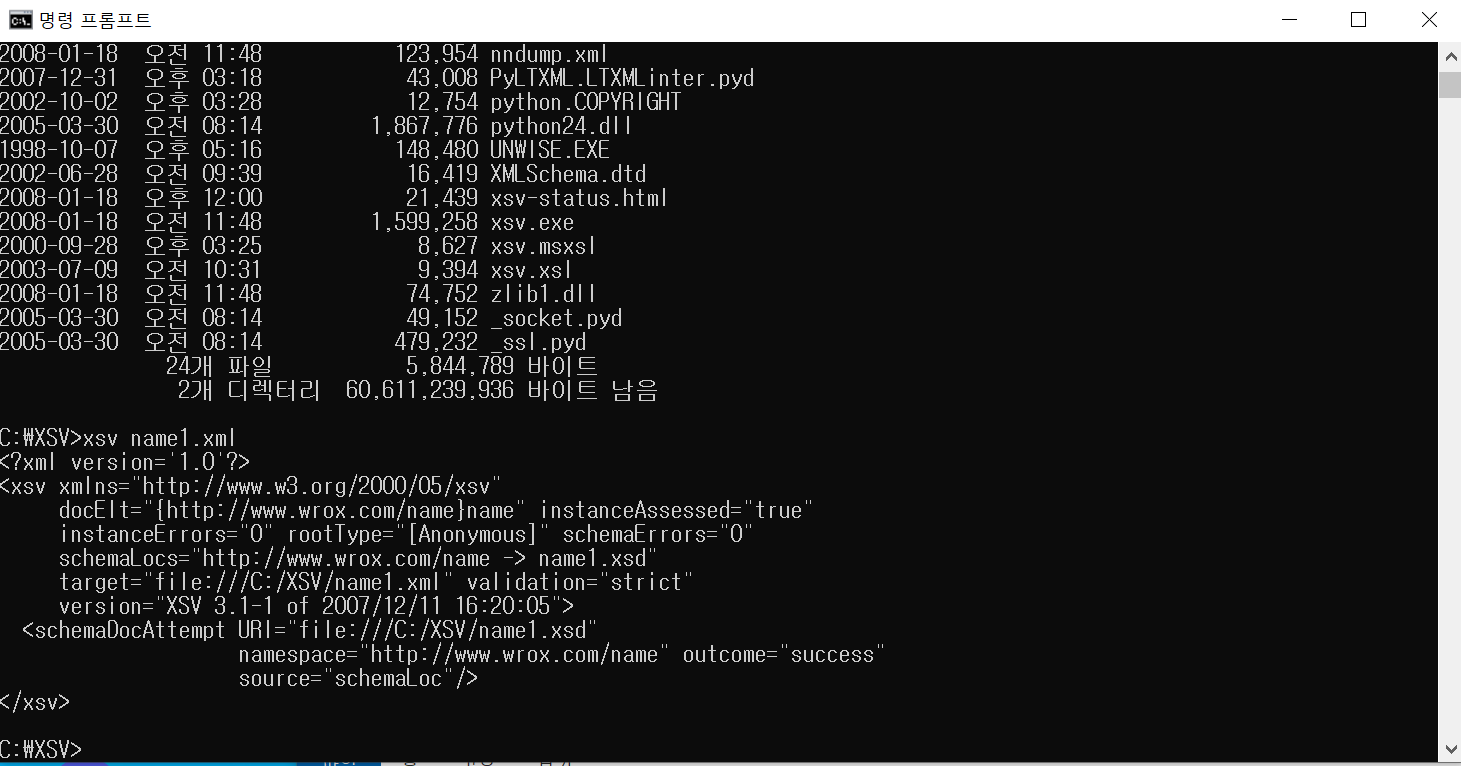 명령 프롬프트
2008-01-18  오전 11:48           123,954 nndump.xml
2007-12-31  오후 03:18            43,008 PyLTXML.LTXMLinter.pyd
2002-10-02  오후 03:28            12,754 python.COPYRIGHT
2005-03-30  오전 08:14         1,867,776 python24.dll
1998-10-07  오후 05:16           148,480 UNWISE.EXE
2002-06-28  오전 09:39            16,419 XMLSchema.dtd
2008-01-18  오후 12:00            21,439 xsv-status.html
2008-01-18  오전 11:48         1,599,258 xsv.exe
2000-09-28  오후 03:25             8,627 xsv.msxsl
2003-07-09  오전 10:31             9,394 xsv.xsl
2008-01-18  오전 11:48            74,752 zlib1.dll
2005-03-30  오전 08:14            49,152 _socket.pyd
2005-03-30  오전 08:14           479,232 _ssl.pyd
              24개 파일           5,844,789 바이트
               2개 디렉터리  60,611,239,936 바이트 남음
C:₩XSV>xsv name1.xml
<?xml version='1.0'?>
<xsv xmlns="http://www.w3.org/2000/05/xsv"
     docElt="{http://www.wrox.com/name}name" instanceAssessed="true"
     instanceErrors="0" rootType="[Anonymous]" schemaErrors="0"
     schemaLocs="http://www.wrox.com/name -> name1.xsd"
     target="file:///C:/XSV/name1.xml" validation="strict"
     version="XSV 3.1-1 of 2007/12/11 16:20:05">
  <schemaDocAttempt URI="file:///C:/XSV/name1.xsd"
                    namespace="http://www.wrox.com/name" outcome="success"
                    source="schemaLoc"/>
</xsv>
C:₩XSV>